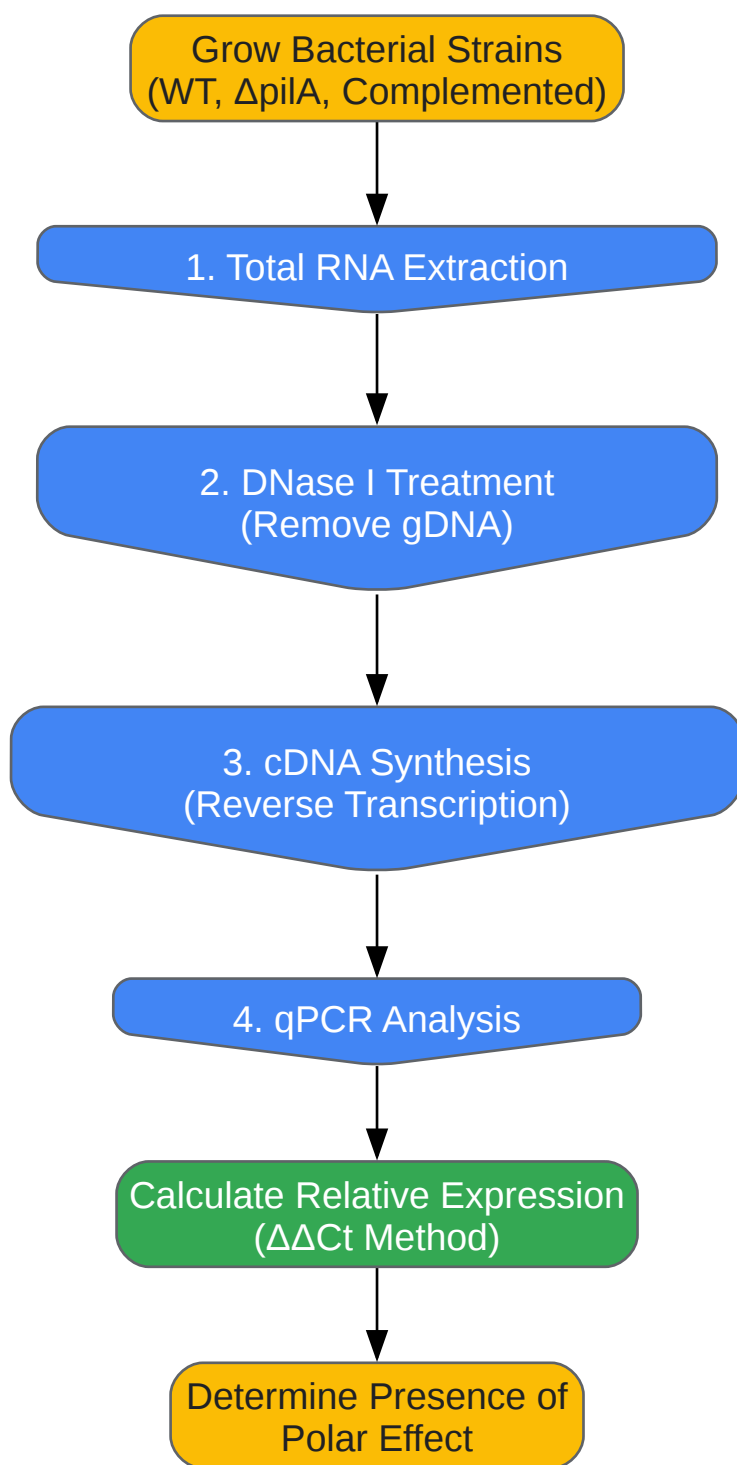 Grow Bacterial Strains
(WT, ΔpilA, Complemented)
1. Total RNA Extraction
2. DNase I Treatment
(Remove gDNA)
3. cDNA Synthesis
(Reverse Transcription)
4. qPCR Analysis
Calculate Relative Expression
(ΔΔCt Method)
Determine Presence of
Polar Effect